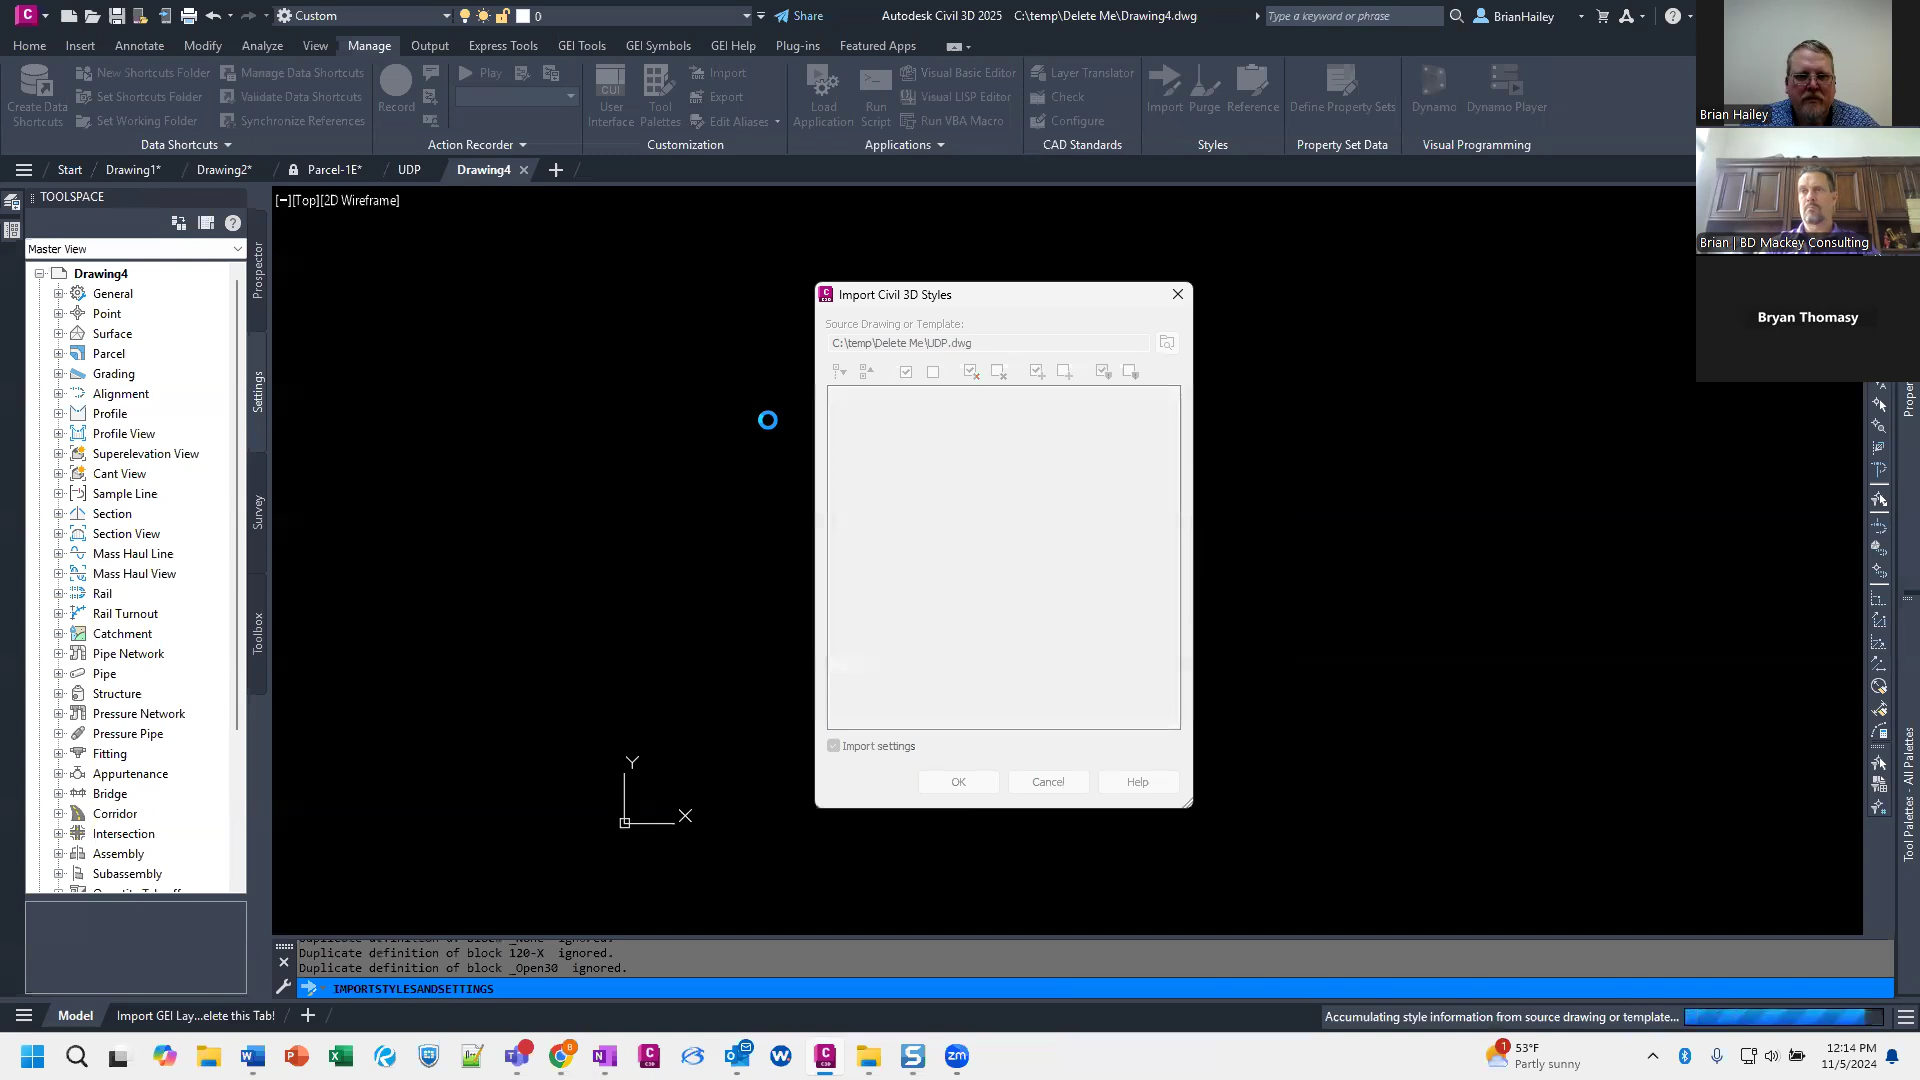 Custom
0
Share
Autodesk Civil 3D 2025 C:\temp\Delete Me\Drawing4.dwg
Type a keyword or phrase
BrianHailey
Home Insert Annotate Modify Analyze View Manage Output Express Tools GEI Tools GEI Symbols GEI Help Plug-ins Featured Apps
Create Data Shortcuts
New Shortcuts Folder
Set Shortcuts Folder
Set Working Folder
Manage Data Shortcuts
Validate Data Shortcuts
Synchronize References
Data Shortcuts
Record
Play
Action Recorder
CUI
User Interface
Tool Palettes
Import
Export
Edit Aliases
Customization
Load Application
Run Script
Visual Basic Editor
Visual LISP Editor
Run VBA Macro
Applications
Layer Translator
Check
Configure
CAD Standards
Import
Purge
Reference
Styles
Define Property Sets
Property Set Data
Dynamo
Dynamo Player
Visual Programming
Brian Hailey
Brian | BD Mackey Consulting
Bryan Thomasy
Start Drawing1* Drawing2* Parcel-1E* UDP Drawing4
TOOLSPACE
Master View
Drawing4
General
Point
Surface
Parcel
Grading
Alignment
Profile
Profile View
Superelevation View
Cant View
Sample Line
Section
Section View
Mass Haul Line
Mass Haul View
Rail
Rail Turnout
Catchment
Pipe Network
Pipe
Structure
Pressure Network
Pressure Pipe
Fitting
Appurtenance
Bridge
Corridor
Intersection
Assembly
Subassembly
Prospector
Settings
Survey
Toolbox
[−][Top][2D Wireframe]
Import Civil 3D Styles
Source Drawing or Template:
C:\temp\Delete Me\UDP.dwg
Import settings
OK Cancel Help
Y
X
Tool Palettes - All Palettes
Duplicate definition of block _None ignored.
Duplicate definition of block 120-X ignored.
Duplicate definition of block _Open30 ignored.
IMPORTSTYLESANDSETTINGS
Model
Import GEI Lay...elete this Tab!
Accumulating style information from source drawing or template...
53°F
Partly sunny
12:14 PM
11/5/2024